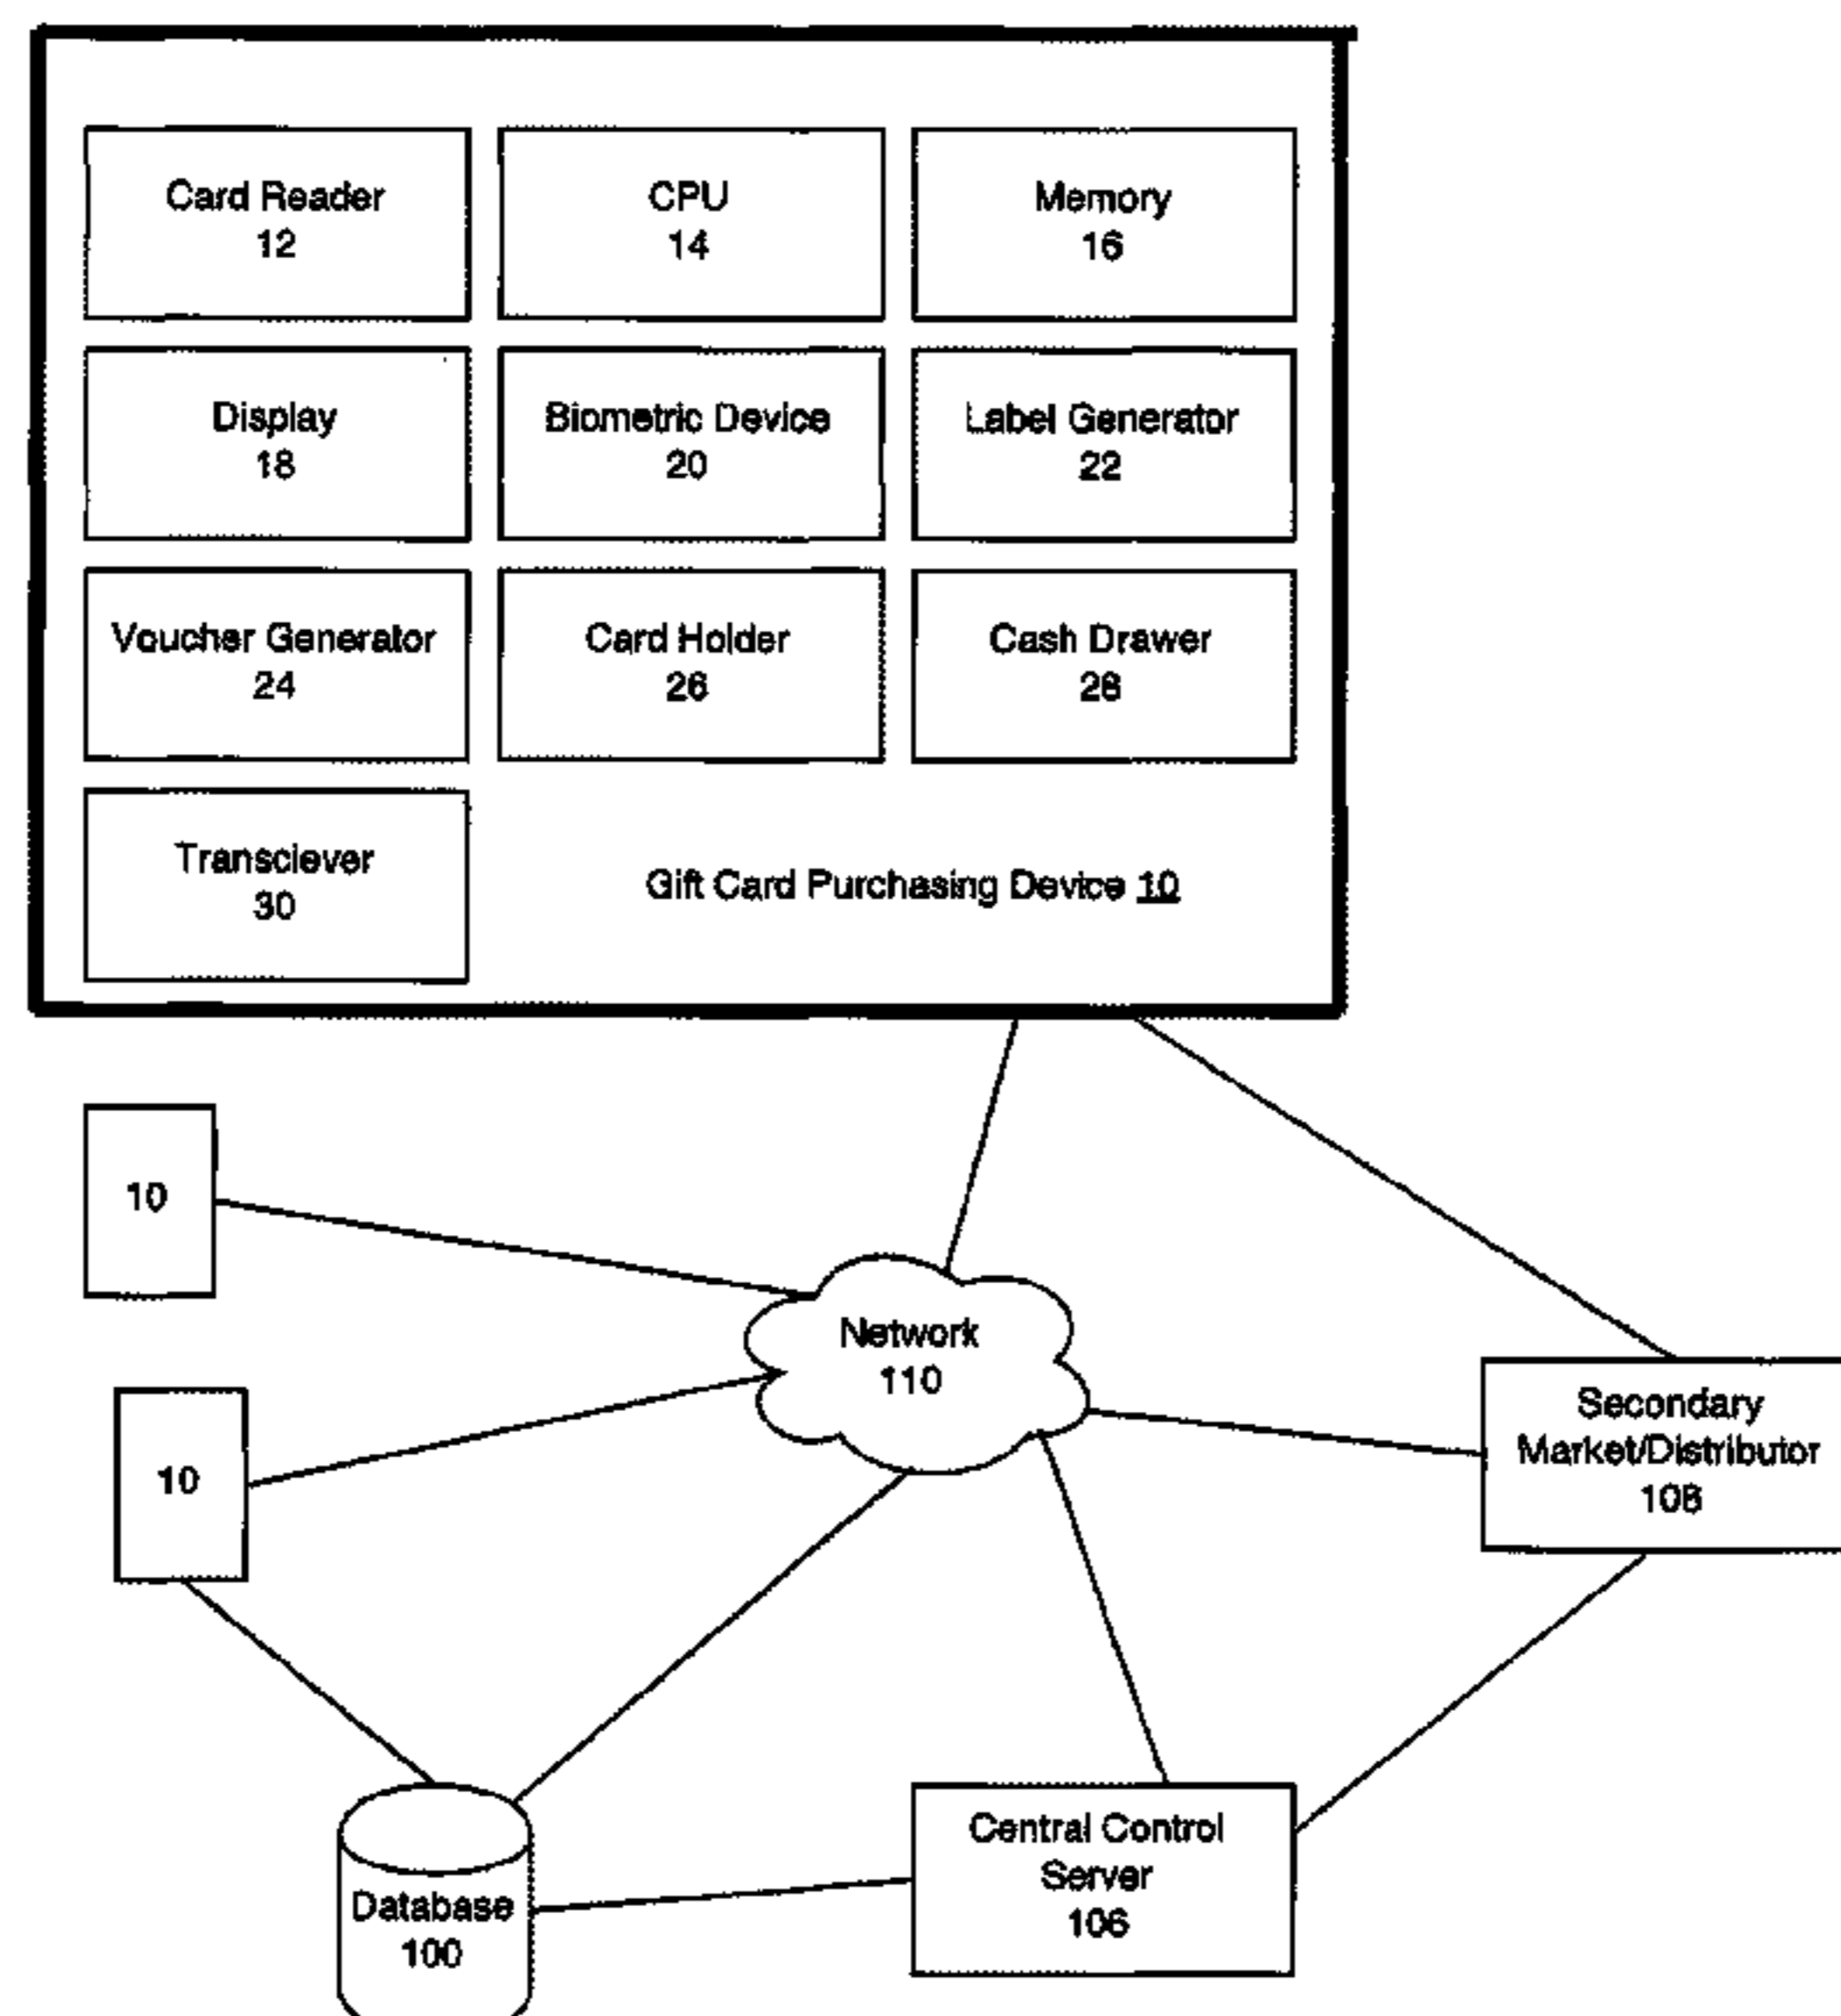 Card Reader
12
CPU
14
Memory
16
Display
18
Biometric Device
20
Label Generator
22
Voucher Generator
24
Card Holder
26
Cash Drawer
28
Transciever
30
Gift Card Purchasing Device 10
10
Network
110
10
Secondary
Market/Distributor
108
Central Control
Server
106
Database
100